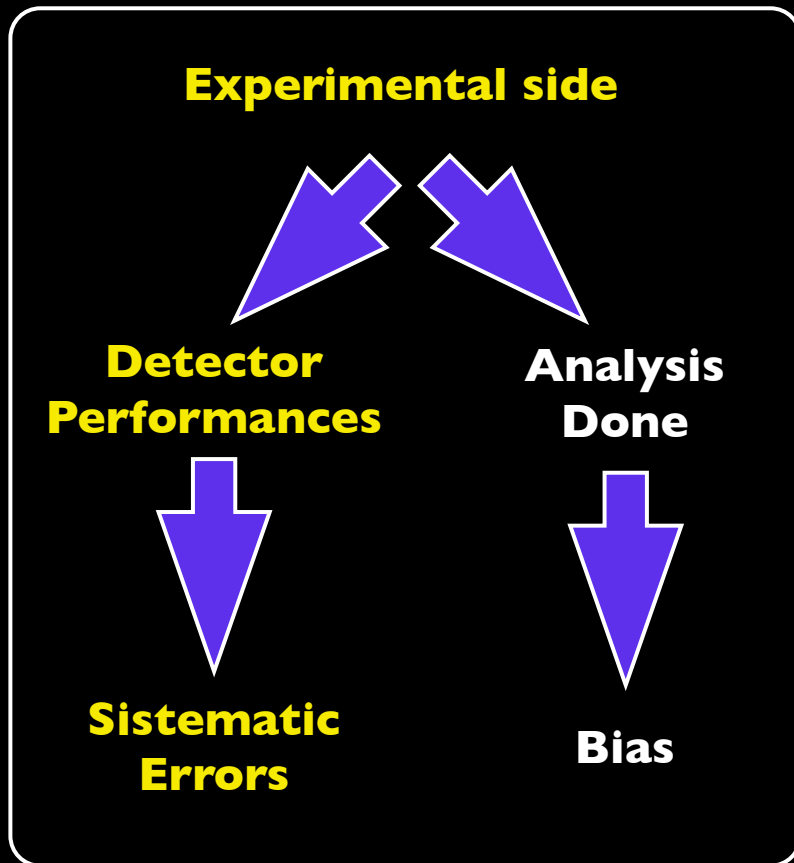 Experimental side
Detector
Performances
Analysis
Done
Sistematic
Errors
Bias